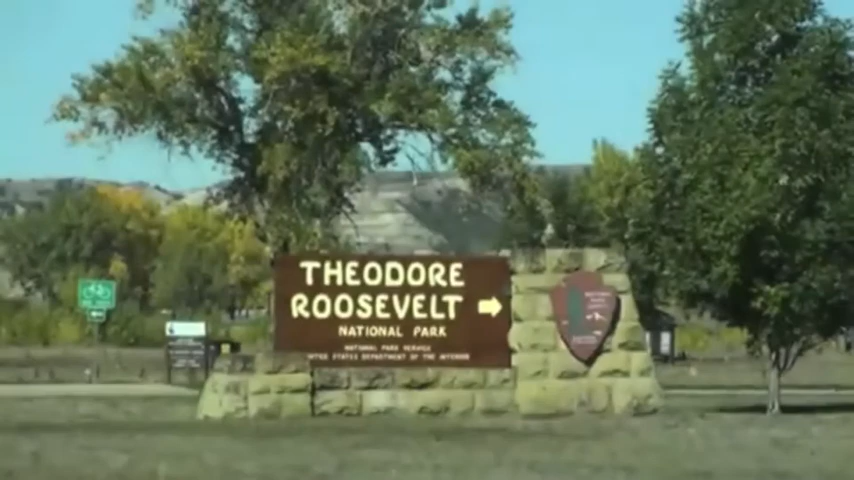 THEODORE
ROOSEVELT
NATIONAL PARK
NATIONAL PARK SERVICE
UNITED STATES DEPARTMENT OF THE INTERIOR